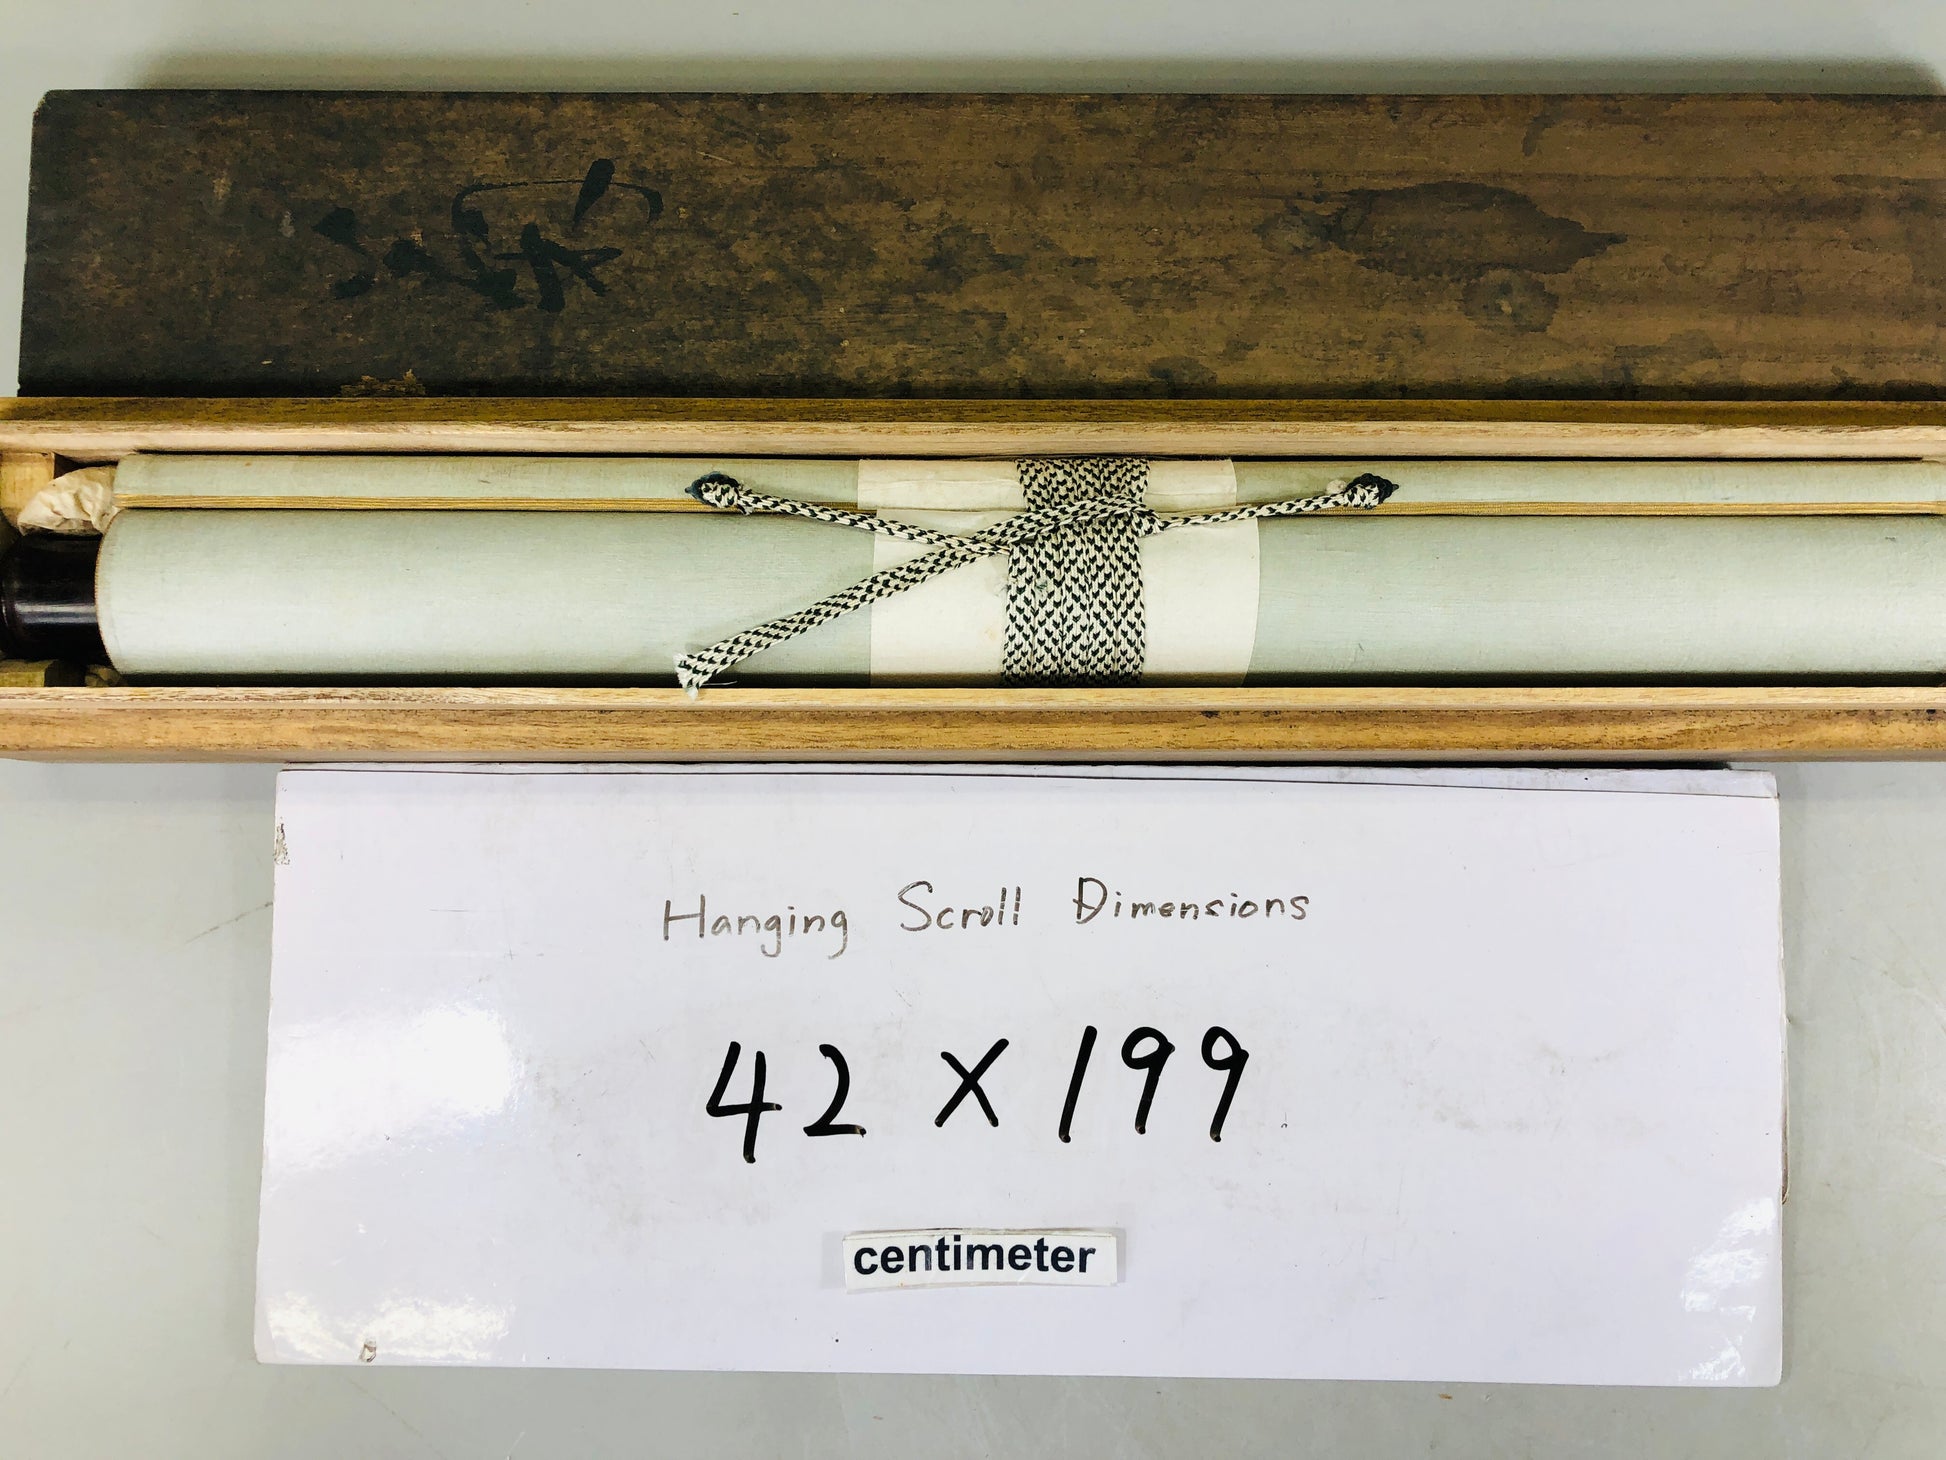 Hanging Scroll Dimensions
42 × 199
centimeter